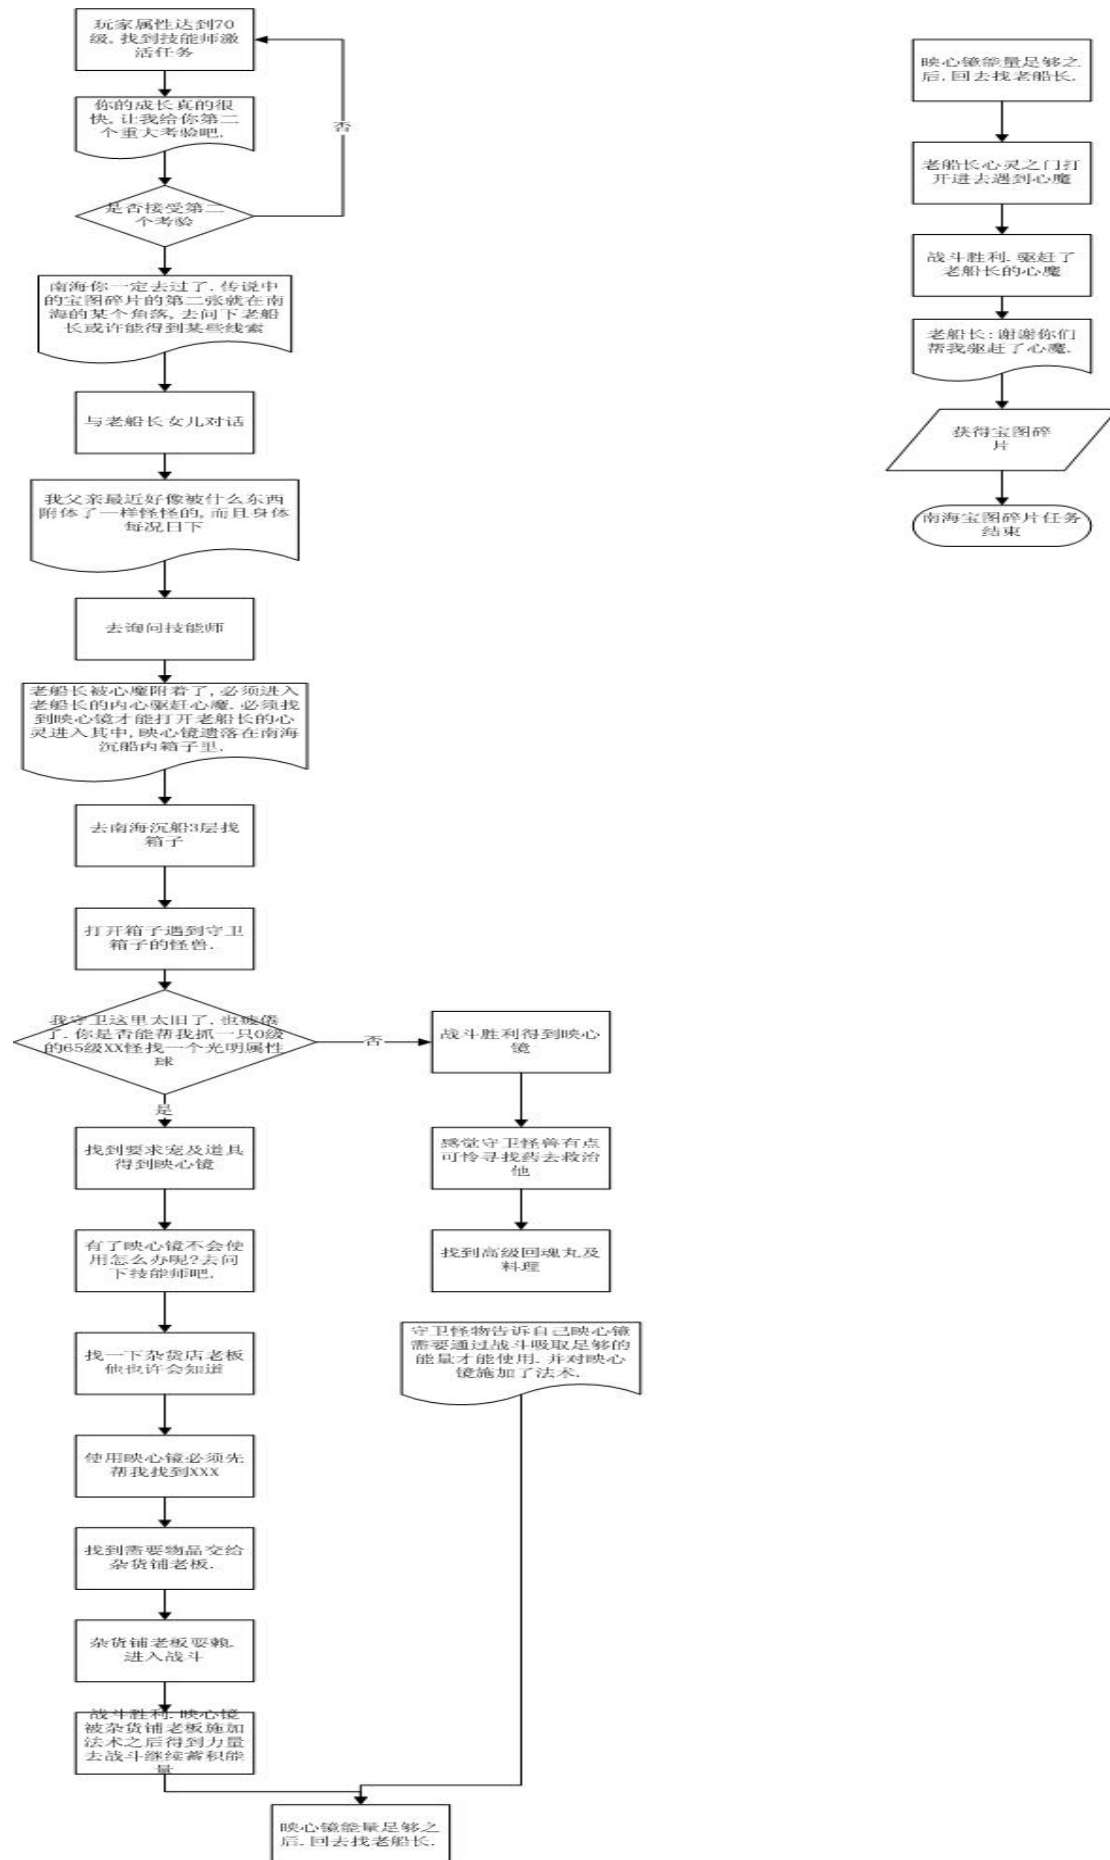 玩家属性达到70
级,找到技能师激
活任务
你的成长真的很
快,让我给你第二
个重大考验吧.
否
是否接受第二
个考验
南海你一定去过了,传说中
的宝图碎片的第二张就在南
海的某个角落,去问下老船
长或许能得到某些线索
与老船长女儿对话
我父亲最近好像被什么东西
附体了一样怪怪的,而且身体
每况日下
去询问技能师
老船长被心魔附着了,必须进入
老船长的内心驱赶心魔.必须找
到映心镜才能打开老船长的心
灵进入其中,映心镜遗落在南海
沉船内箱子里.
去南海沉船3层找
箱子
打开箱子遇到守卫
箱子的怪兽.
我守卫这里太旧了.也疲倦
了.你是否能帮我抓一只0级
的65级XX怪找一个光明属性
球
否
是
战斗胜利得到映心
镜
找到要求宠及道具
得到映心镜
感觉守卫怪兽有点
可怜寻找药去救治
他
有了映心镜不会使
用怎么办呢?去问
下技能师吧.
找到高级回魂丸及
料理
找一下杂货店老板
他也许会知道
守卫怪物告诉自己映心镜
需要通过战斗吸取足够的
能量才能使用.并对映心
镜施加了法术.
使用映心镜必须先
帮我找到XXX
找到需要物品交给
杂货铺老板.
杂货铺老板耍赖.
进入战斗
战斗胜利.映心镜
被杂货铺老板施加
法术之后得到力量
去战斗继续蓄积能
量
映心镜能量足够之
后.回去找老船长.
映心镜能量足够之
后.回去找老船长.
老船长心灵之门打
开进去遇到心魔
战斗胜利.驱赶了
老船长的心魔
老船长:谢谢你们
帮我驱赶了心魔.
获得宝图碎
片
南海宝图碎片任务
结束